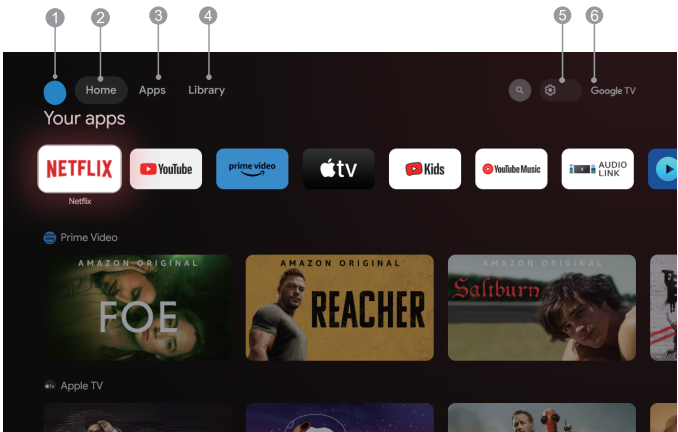 1 2 3 4 5 6
Home Apps Library Google TV
Your apps
NETFLIX YouTube prime video tv Kids YouTube Music AUDIO
LINK
Netflix
Prime Video
AMAZON ORIGINAL AMAZON ORIGINAL AMAZON ORIGINAL
FOE REACHER Saltburn
tv Apple TV